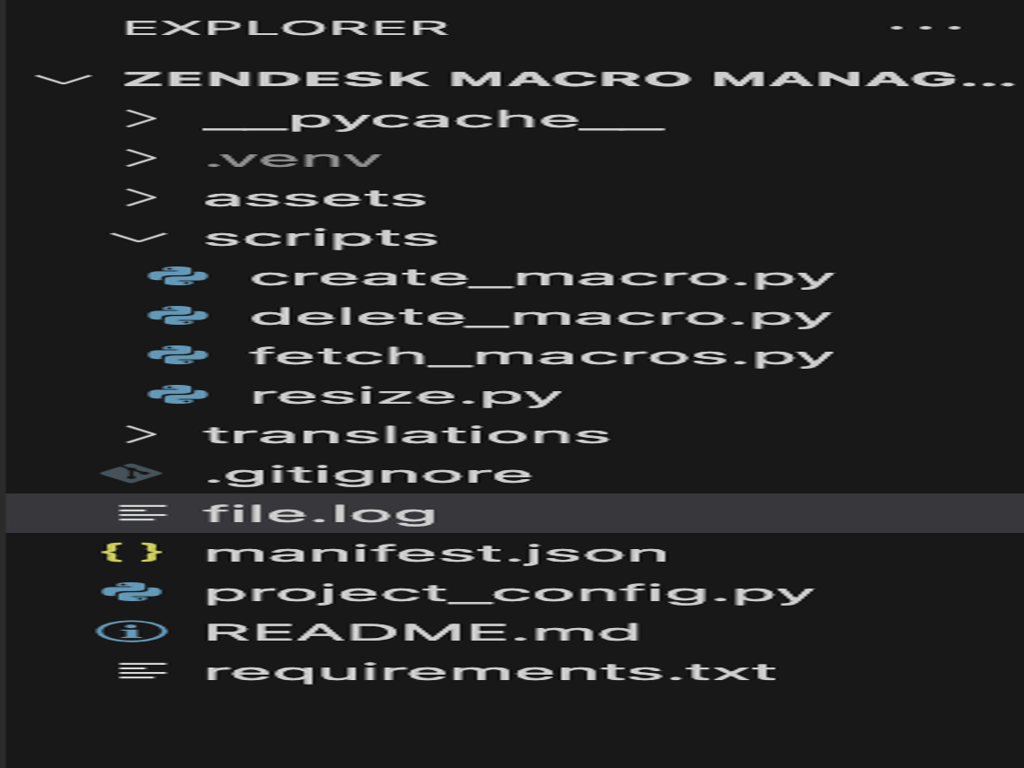 EXPLORER
ZENDESK MACRO MANAG...
__pycache__
.venv
assets
scripts
create_macro.py
delete_macro.py
fetch_macros.py
resize.py
translations
.gitignore
file.log
manifest.json
project_config.py
README.md
requirements.txt